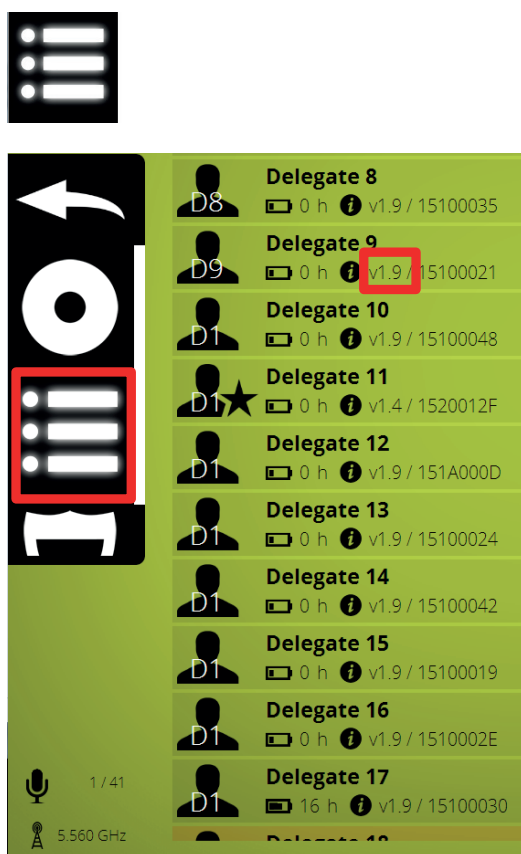 Delegate 8
D8 0 h v1.9 / 15100035
Delegate 9
D9 0 h v1.9 / 15100021
Delegate 10
D1 0 h v1.9 / 15100048
Delegate 11
D1 0 h v1.4 / 1520012F
Delegate 12
D1 0 h v1.9 / 151A000D
Delegate 13
D1 0 h v1.9 / 15100024
Delegate 14
D1 0 h v1.9 / 15100042
Delegate 15
D1 0 h v1.9 / 15100019
Delegate 16
D1 0 h v1.9 / 1510002E
Delegate 17
D1 16 h v1.9 / 15100030
Delegate 18
1 / 41
5.560 GHz